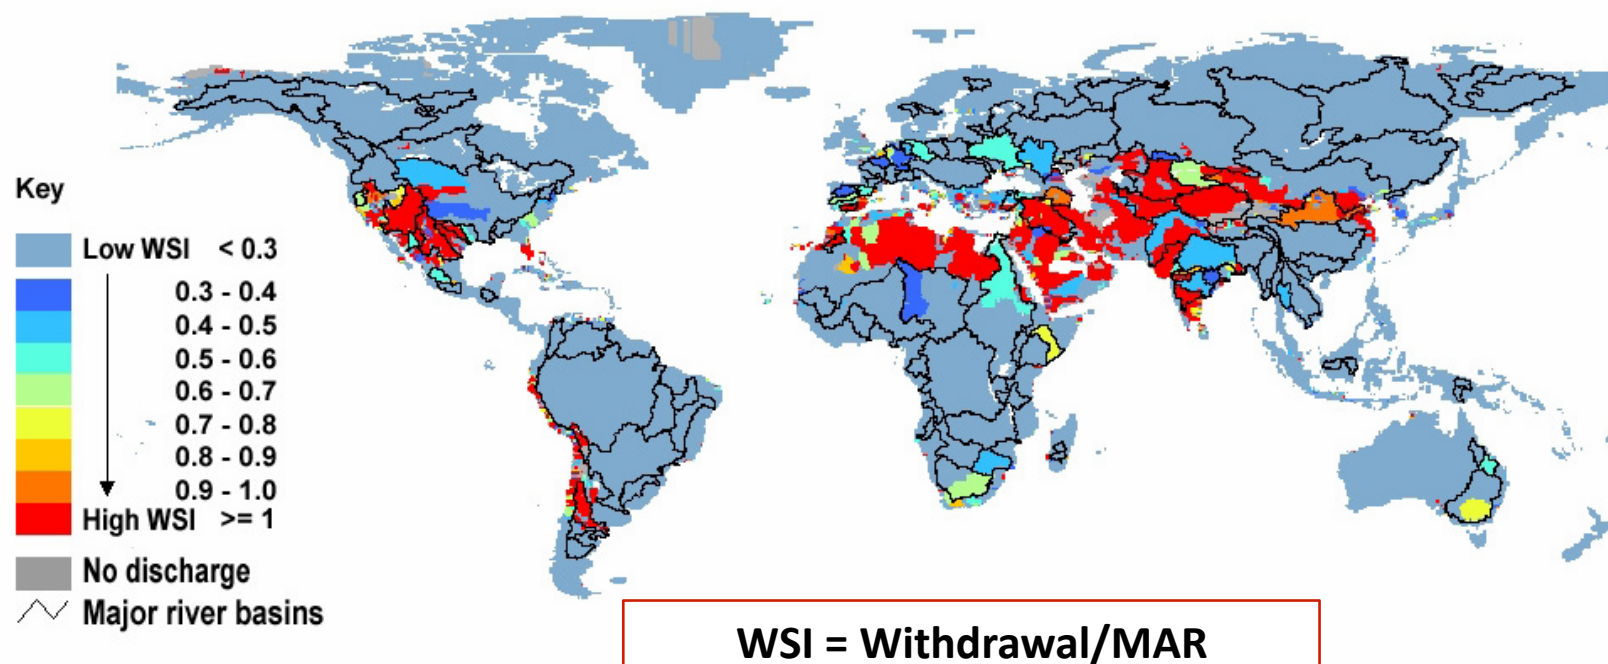 Key
Low WSI < 0.3
0.3 - 0.4
0.4 - 0.5
0.5 - 0.6
0.6 - 0.7
0.7 - 0.8
0.8 - 0.9
0.9 - 1.0
High WSI >= 1
No discharge
Major river basins
WSI = Withdrawal/MAR